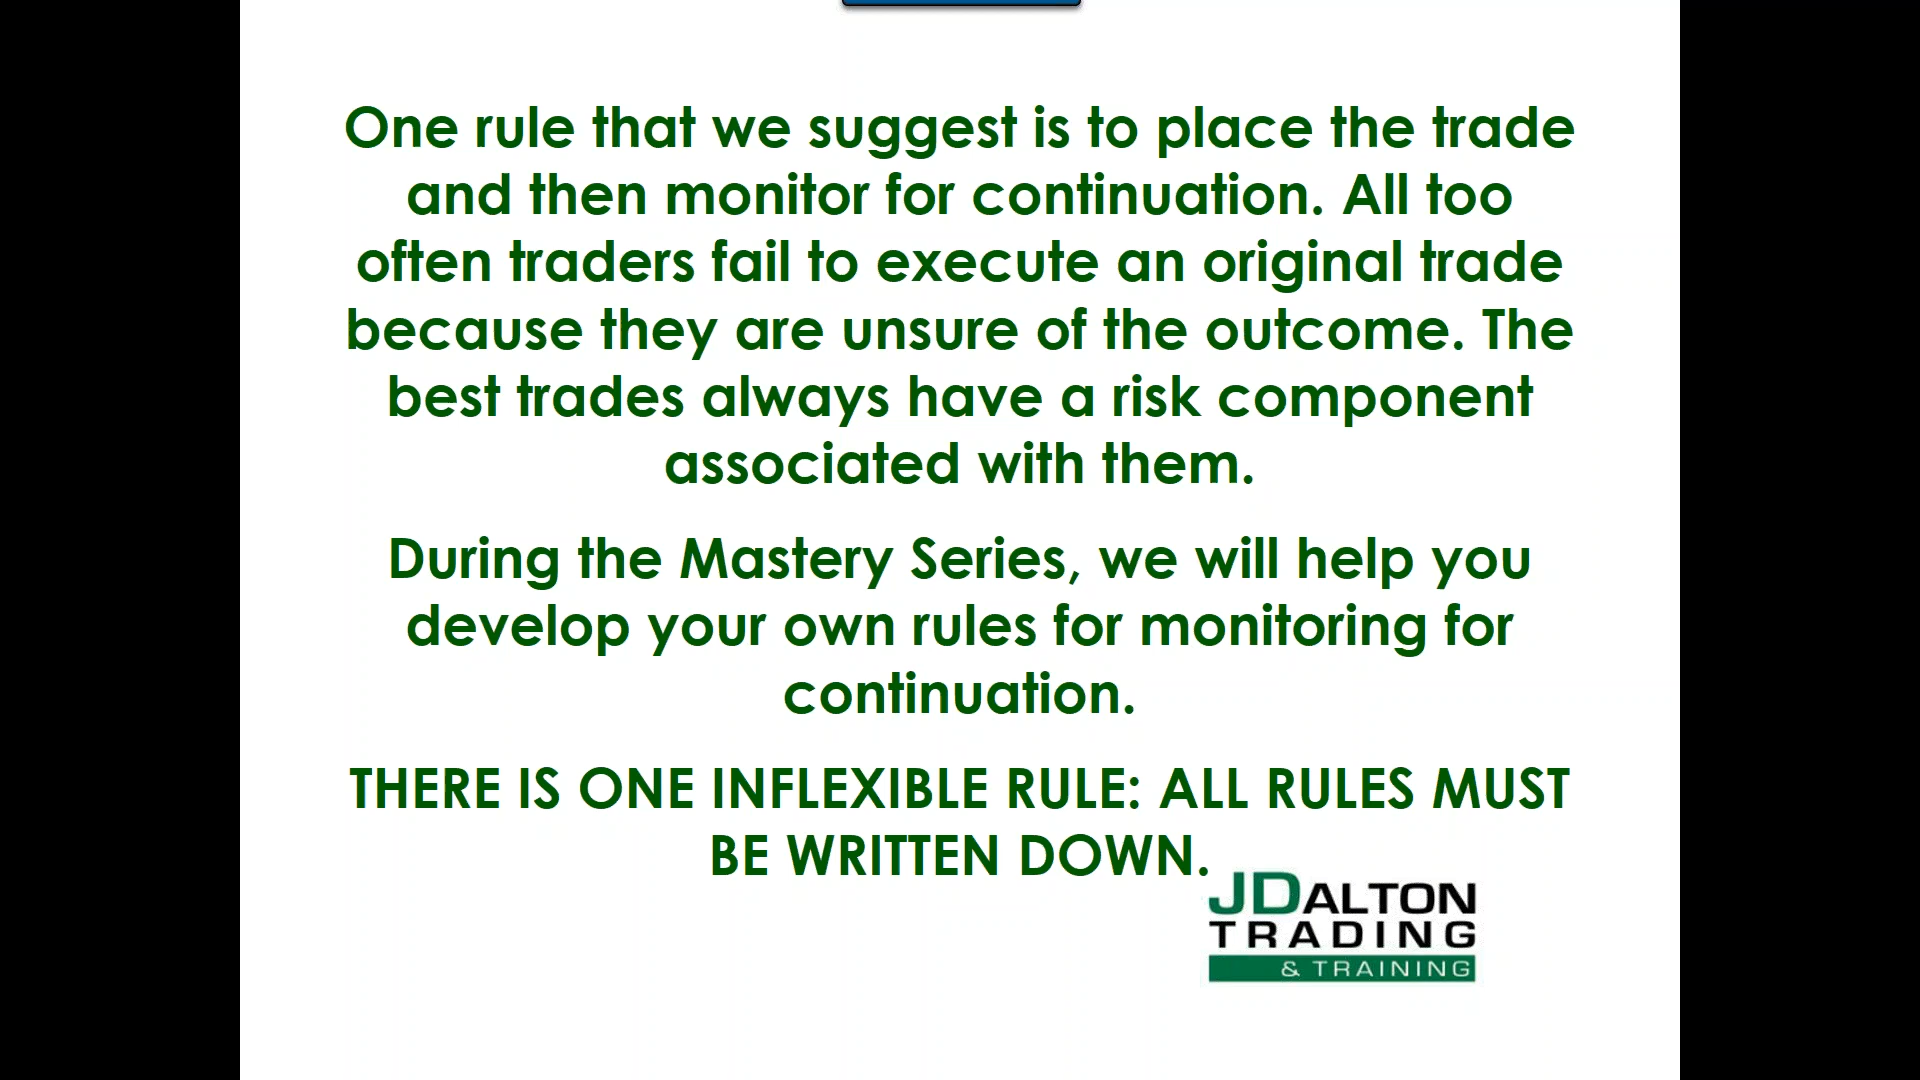 One rule that we suggest is to place the trade
and then monitor for continuation. All too
often traders fail to execute an original trade
because they are unsure of the outcome. The
best trades always have a risk component
associated with them.
During the Mastery Series, we will help you
develop your own rules for monitoring for
continuation.
THERE IS ONE INFLEXIBLE RULE: ALL RULES MUST
BE WRITTEN DOWN.
JDALTON
TRADING
& TRAINING